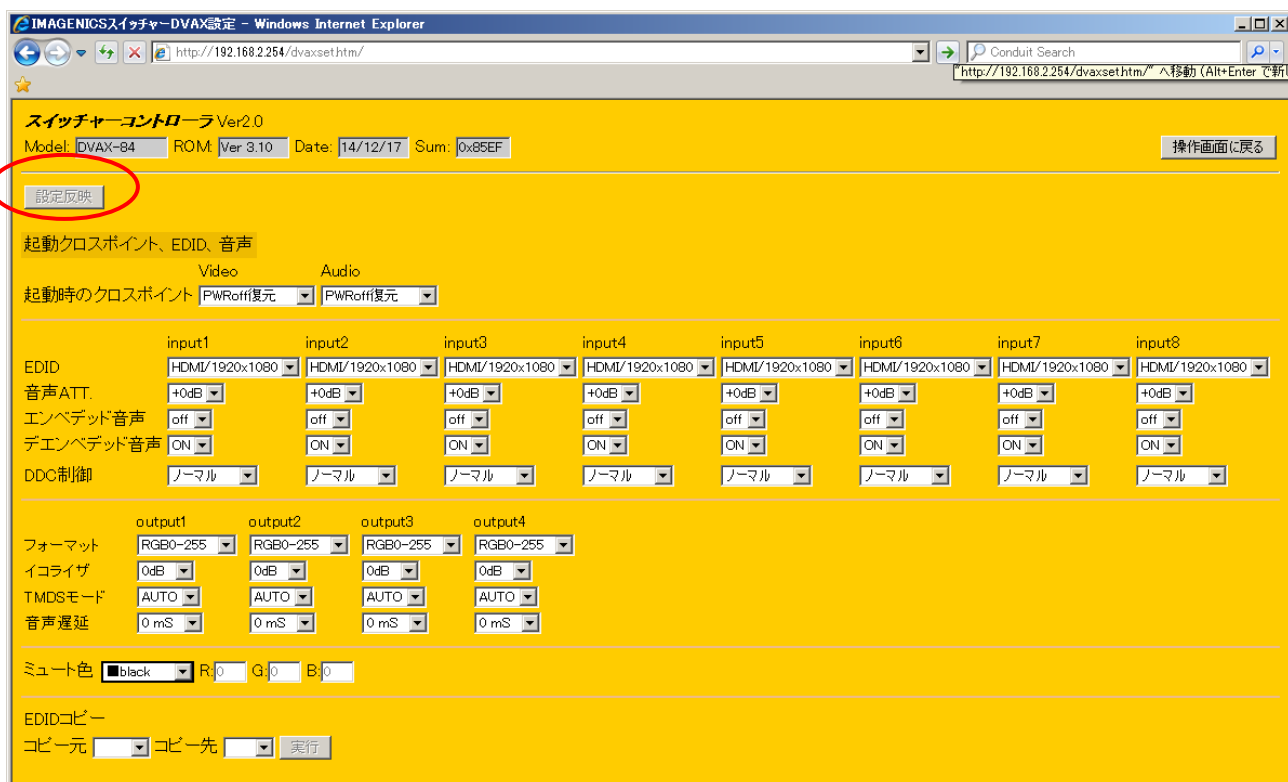 IMAGENICSスイッチャーDVAX設定 - Windows Internet Explorer
http://192.168.2.254/dvaxset.htm/
Conduit Search
"http://192.168.2.254/dvaxset.htm/" へ移動 (Alt+Enter で新
スイッチャーコントローラ Ver2.0
Model: DVAX-84 ROM: Ver 3.10 Date: 14/12/17 Sum: 0x85EF
操作画面に戻る
設定反映
起動クロスポイント、EDID、音声
Video Audio
起動時のクロスポイント PWRoff復元 PWRoff復元
input1 input2 input3 input4 input5 input6 input7 input8
EDID HDMI/1920x1080 HDMI/1920x1080 HDMI/1920x1080 HDMI/1920x1080 HDMI/1920x1080 HDMI/1920x1080 HDMI/1920x1080 HDMI/1920x1080
音声ATT. +0dB +0dB +0dB +0dB +0dB +0dB +0dB +0dB
エンベデッド音声 off off off off off off off off
デエンベデッド音声 ON ON ON ON ON ON ON ON
DDC制御 ノーマル ノーマル ノーマル ノーマル ノーマル ノーマル ノーマル ノーマル
output1 output2 output3 output4
フォーマット RGB0-255 RGB0-255 RGB0-255 RGB0-255
イコライザ 0dB 0dB 0dB 0dB
TMDSモード AUTO AUTO AUTO AUTO
音声遅延 0 mS 0 mS 0 mS 0 mS
ミュート色 ■black R:0 G:0 B:0
EDIDコピー
コピー元 コピー先 実行